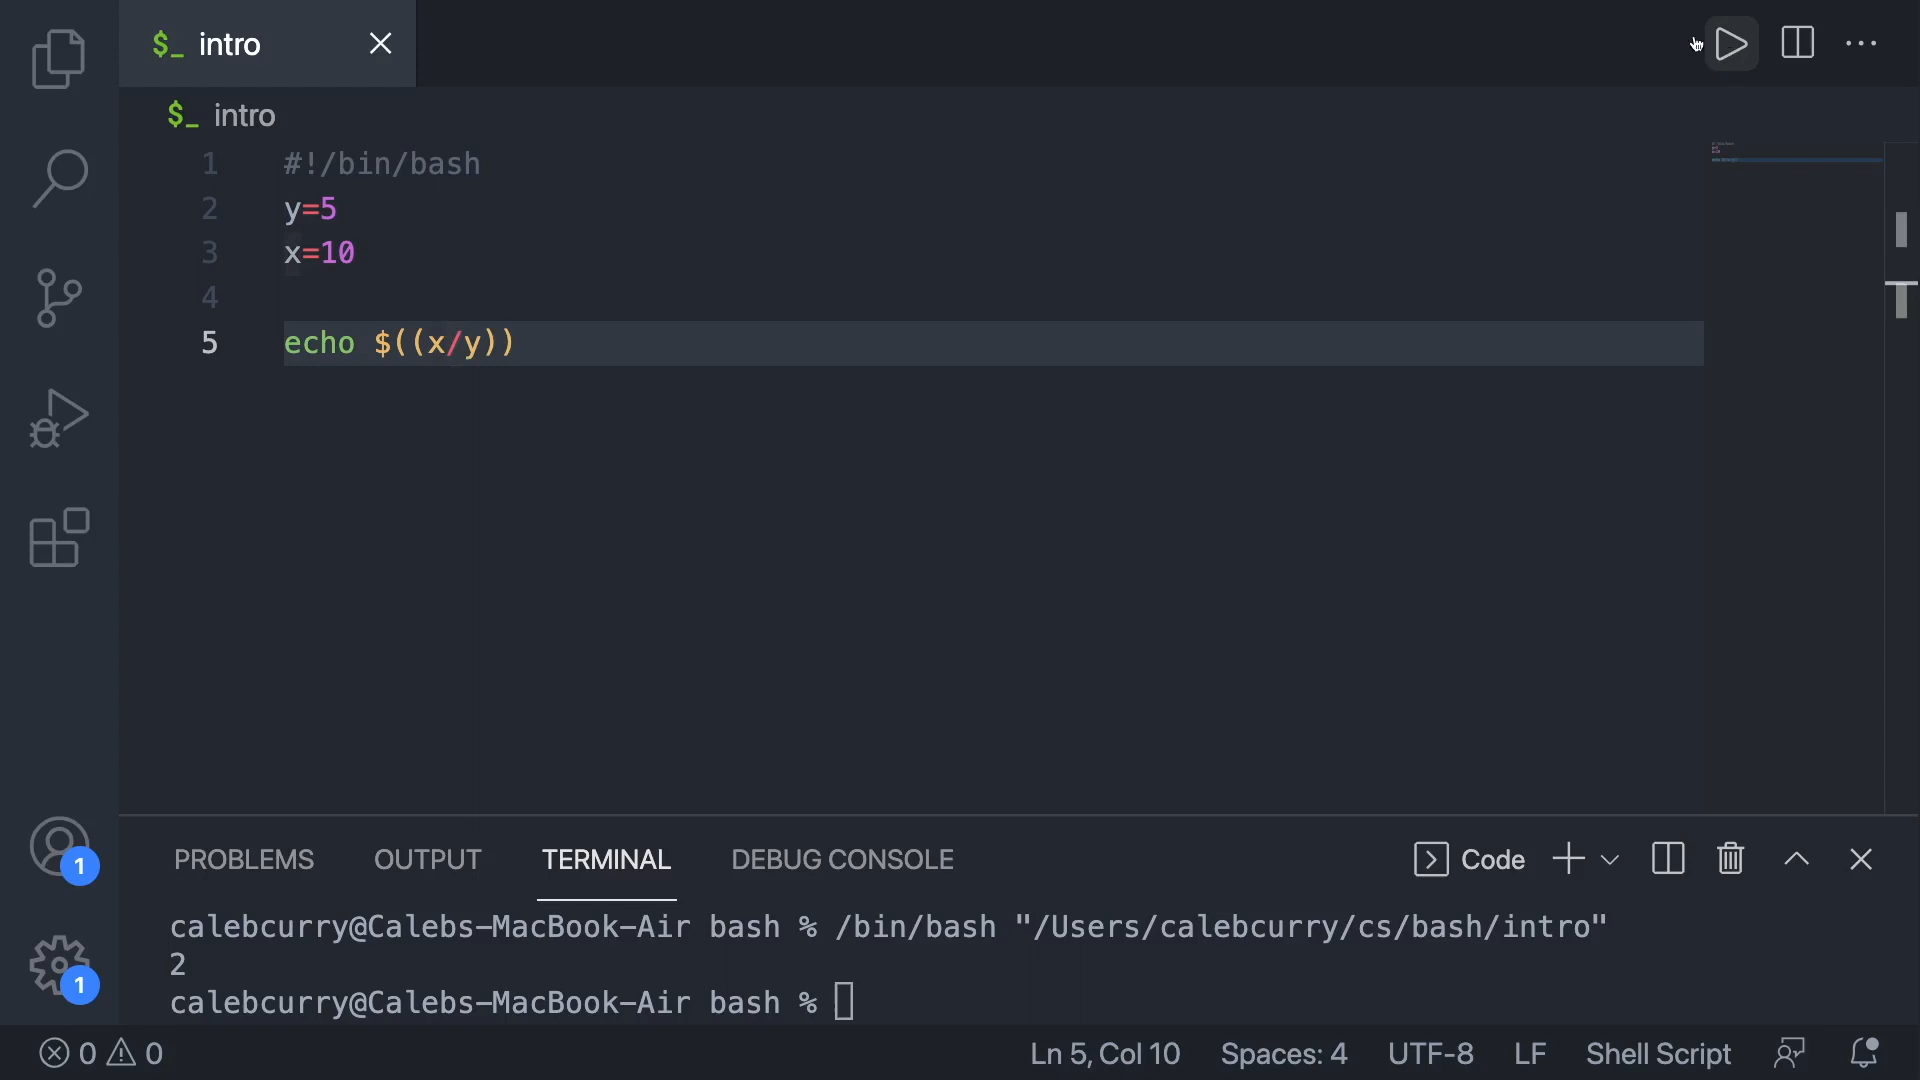 $_ intro
$_ intro
1 #!/bin/bash
2 y=5
3 x=10
4
5 echo $((x/y))
PROBLEMS OUTPUT TERMINAL DEBUG CONSOLE Code
calebcurry@Calebs-MacBook-Air bash % /bin/bash "/Users/calebcurry/cs/bash/intro"
2
calebcurry@Calebs-MacBook-Air bash %
1
1
0 0 Ln 5, Col 10 Spaces: 4 UTF-8 LF Shell Script